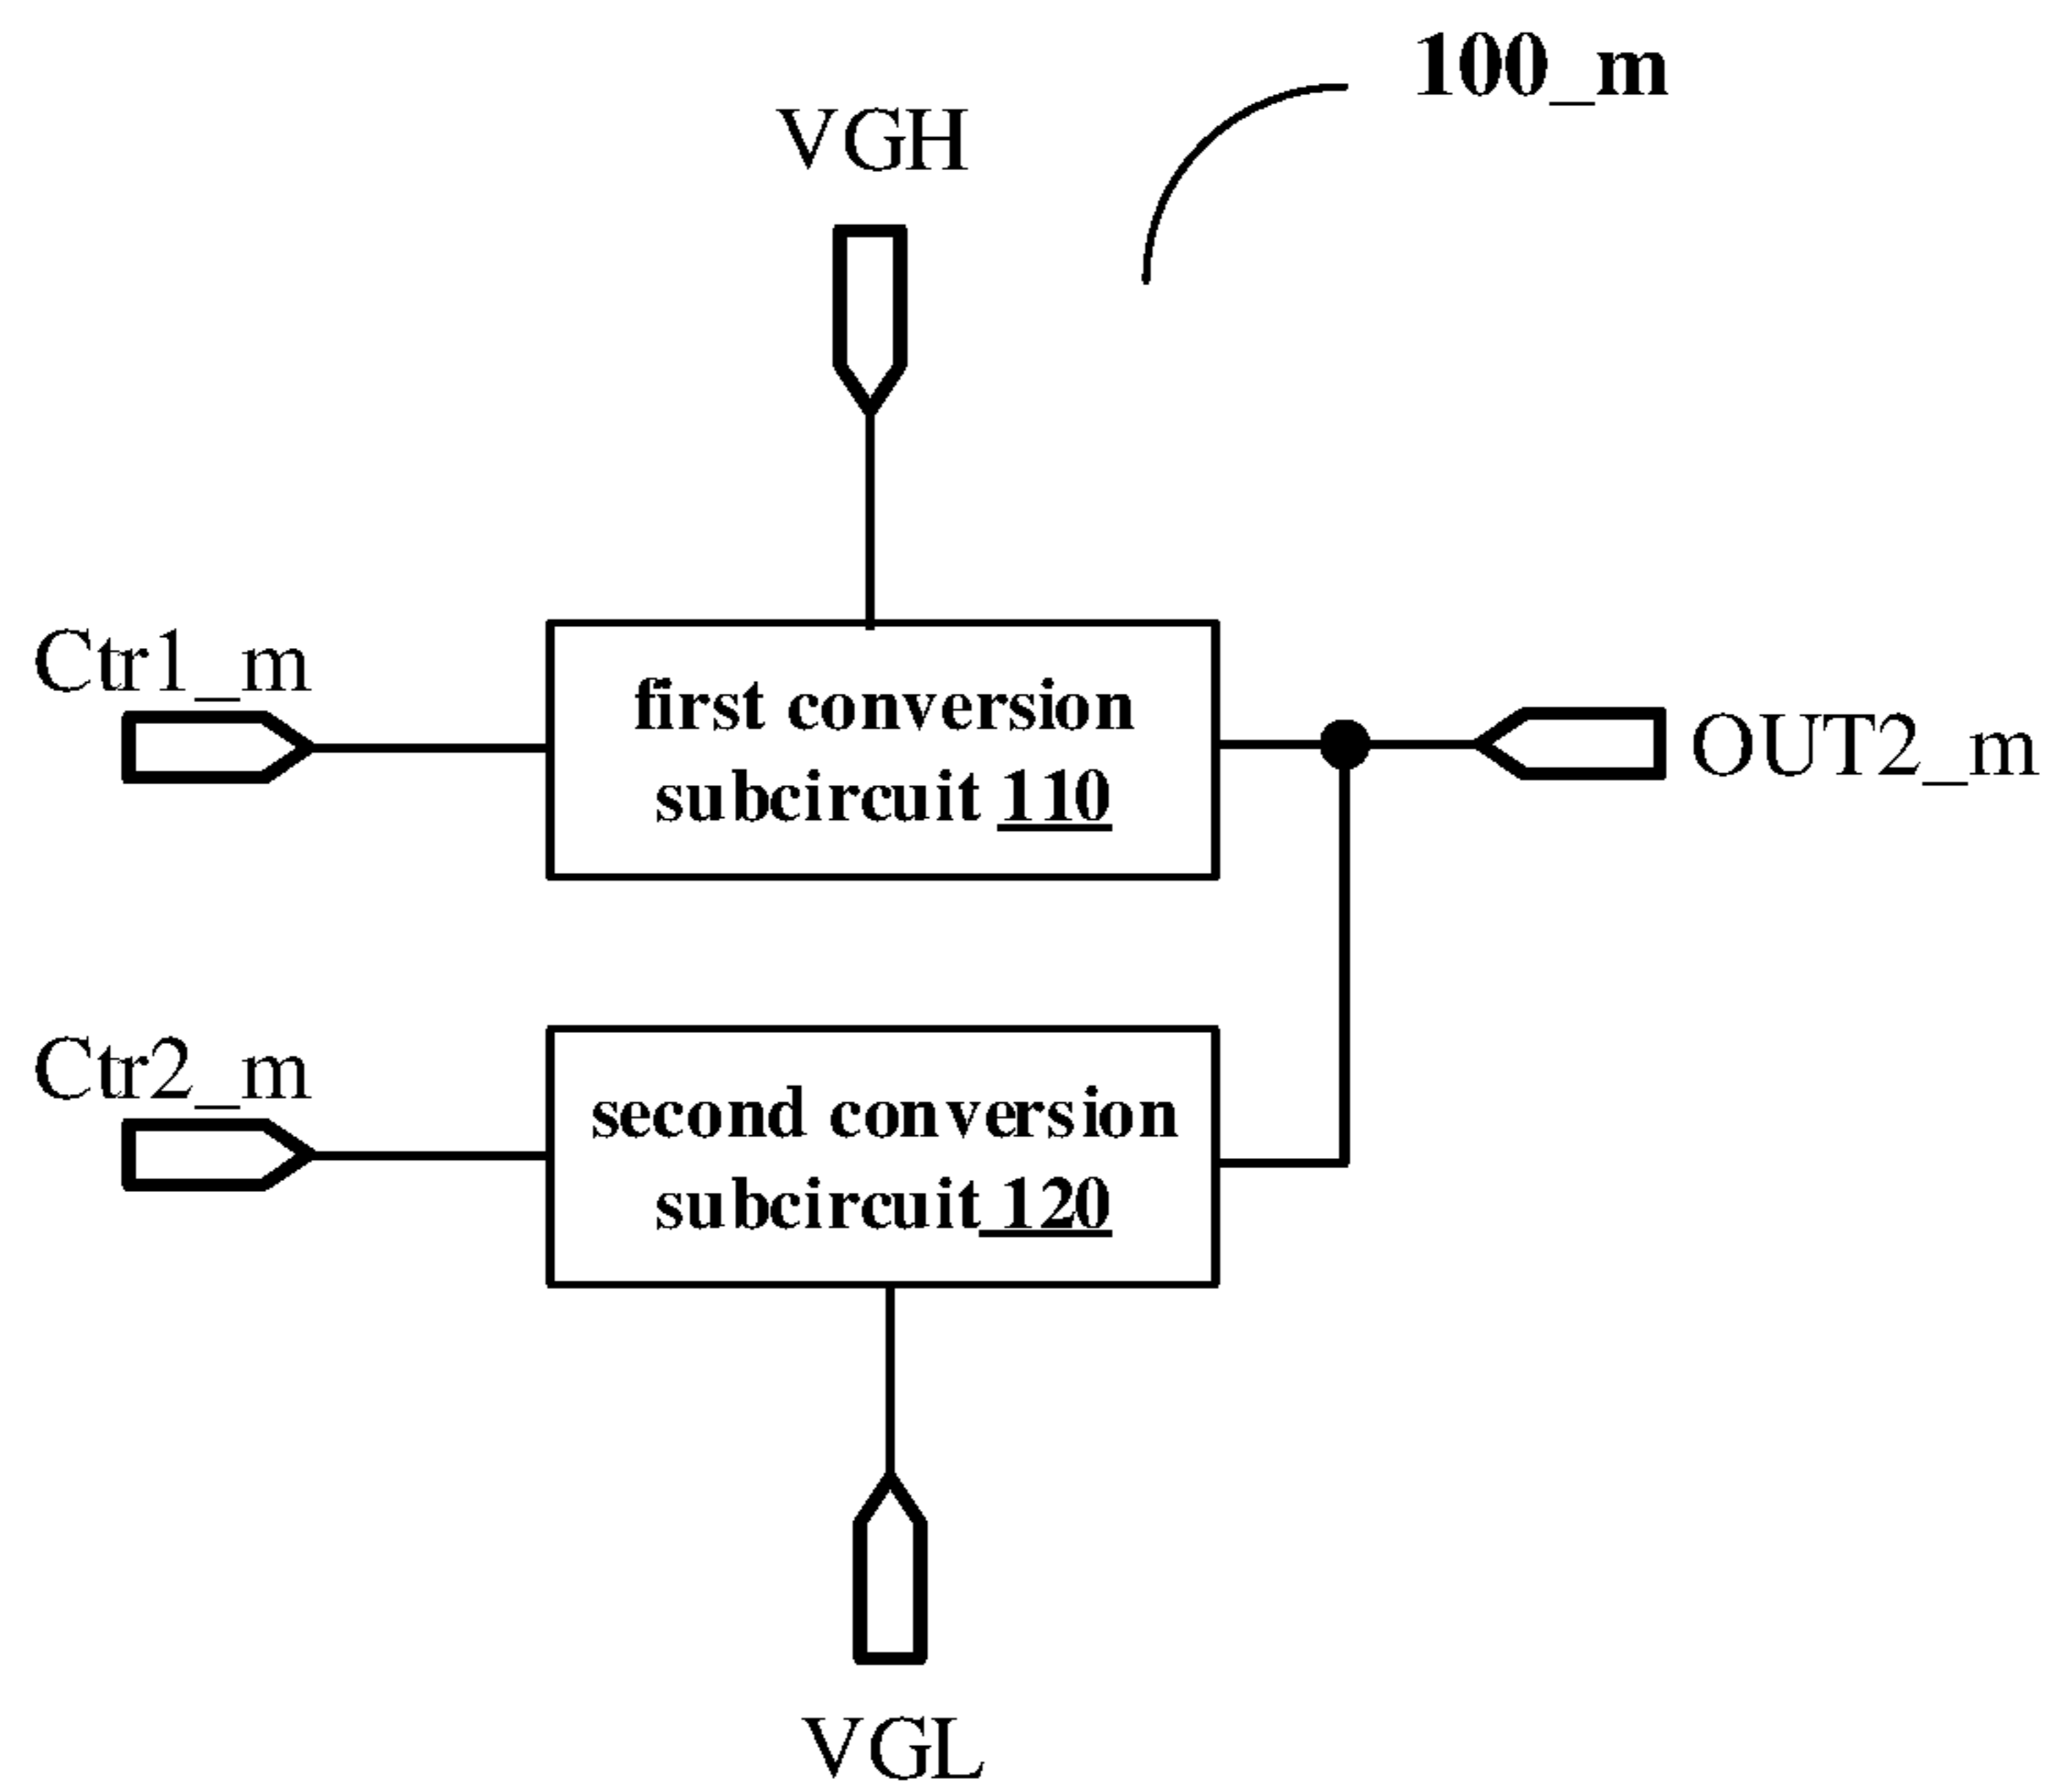 100_m
VGH
Ctr1_m
first conversion
subcircuit 110
OUT2_m
Ctr2_m
second conversion
subcircuit 120
VGL